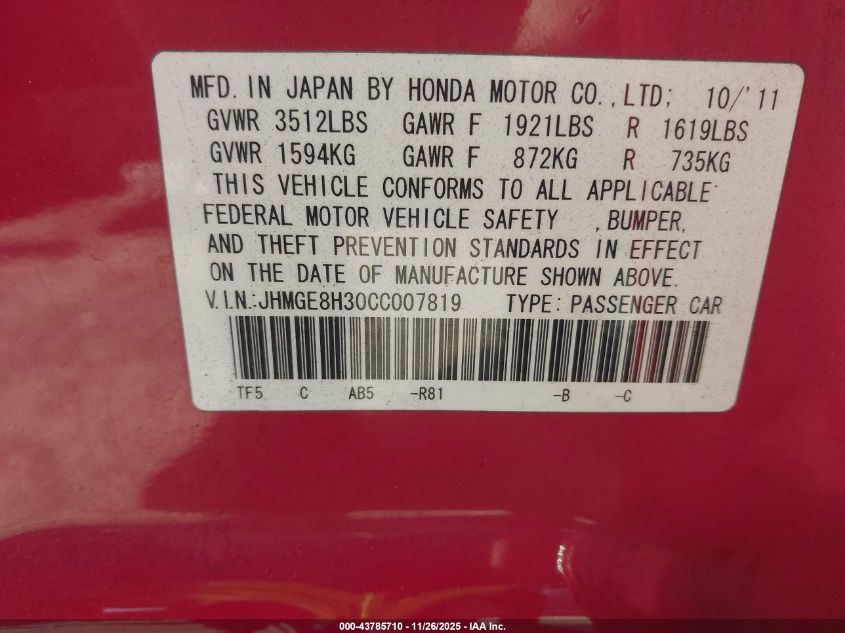 MFD. IN JAPAN BY HONDA MOTOR CO., LTD; 10/'11
GVWR 3512LBS GAWR F 1921LBS R 1619LBS
GVWR 1594KG GAWR F 872KG R 735KG
THIS VEHICLE CONFORMS TO ALL APPLICABLE
FEDERAL MOTOR VEHICLE SAFETY , BUMPER,
AND THEFT PREVENTION STANDARDS IN EFFECT
ON THE DATE OF MANUFACTURE SHOWN ABOVE.
V.I.N.:JHMGE8H30CC007819 TYPE: PASSENGER CAR
TF5 C AB5 -R81 -B -C
000-43785710 - 11/26/2025 - IAA Inc.